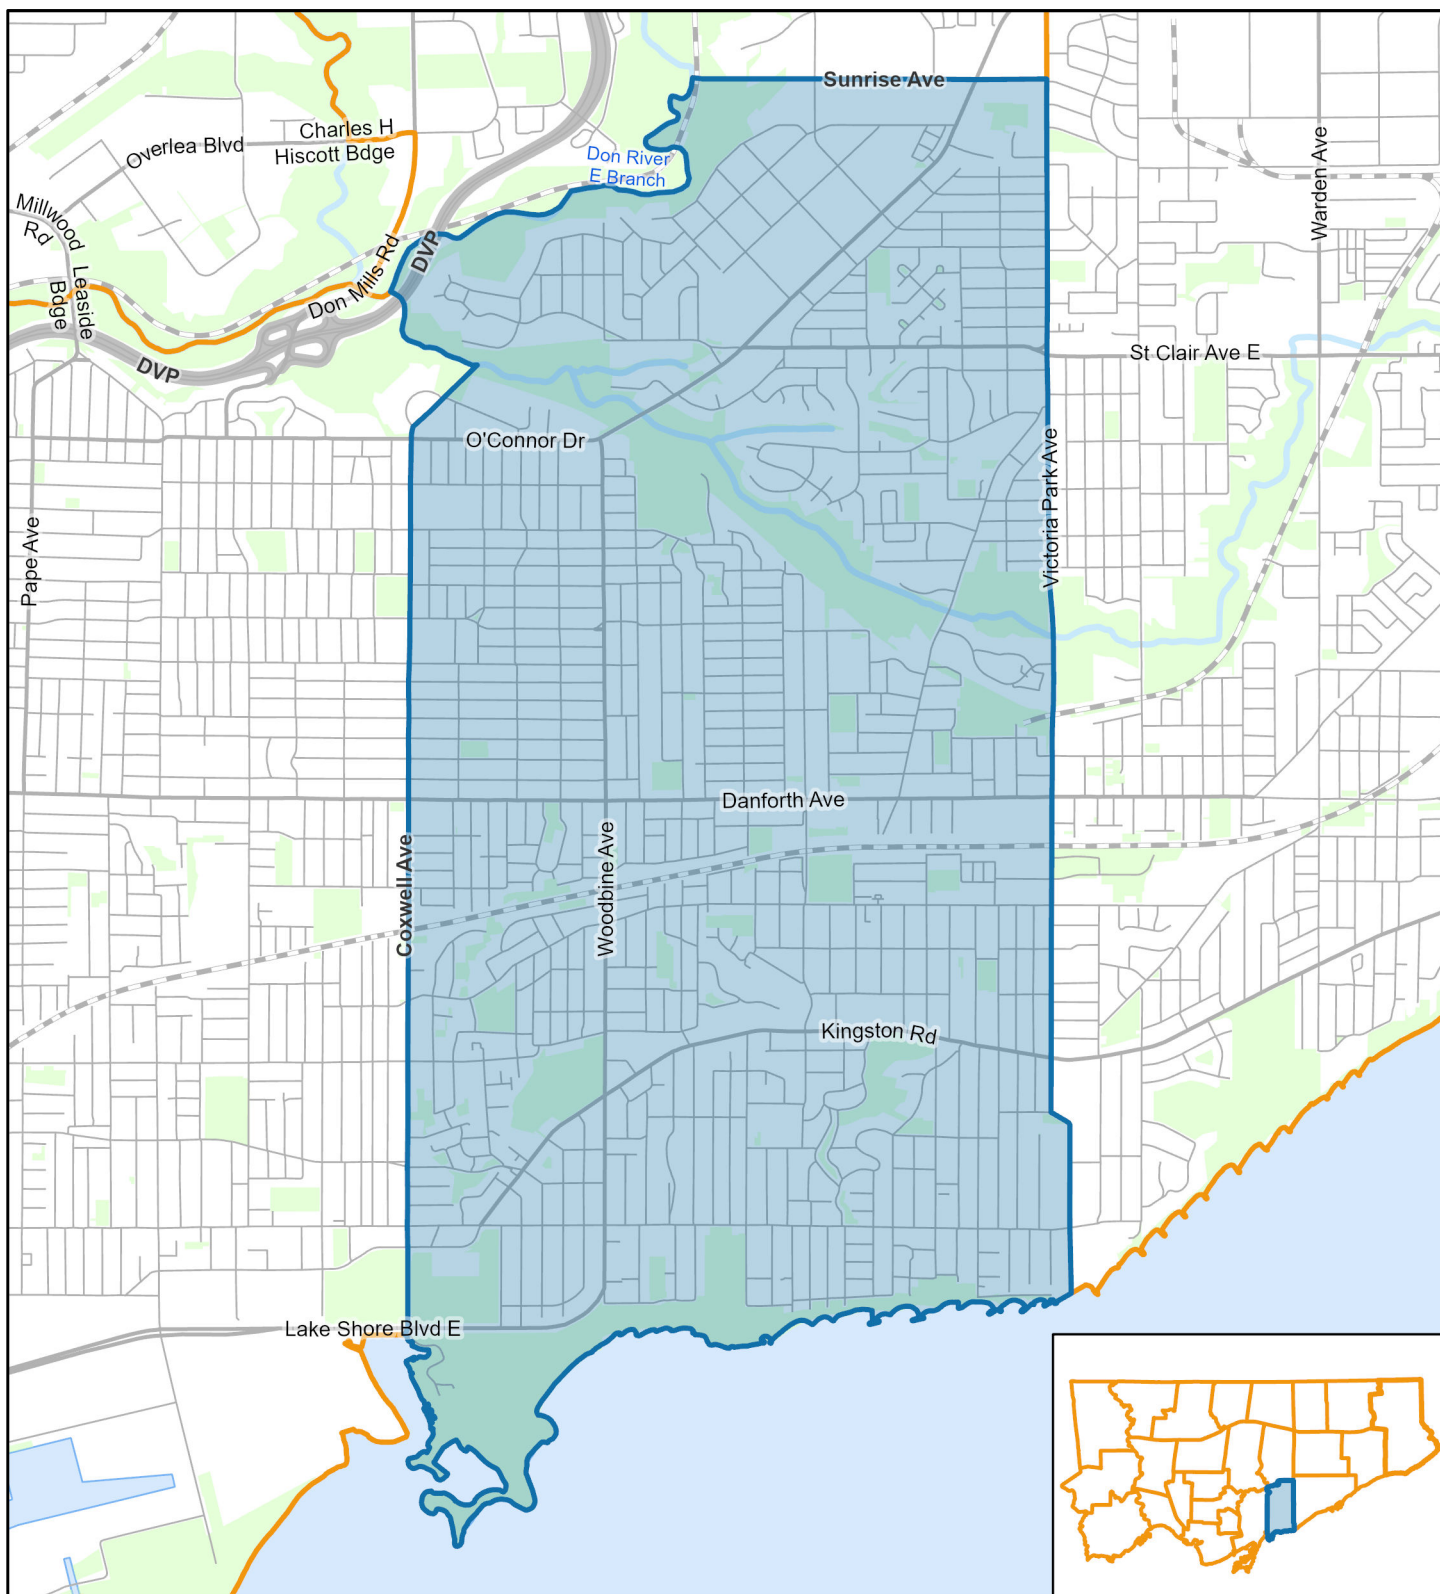 Sunrise Ave
Charles H
Hiscott Bdge
Overlea Blvd
Don River
E Branch
Warden Ave
Millwood
Rd
DVP
Don Mills Rd
Leaside
Bdge
St Clair Ave E
DVP
O'Connor Dr
Victoria Park Ave
Pape Ave
Danforth Ave
Coxwell Ave
Woodbine Ave
Kingston Rd
Lake Shore Blvd E